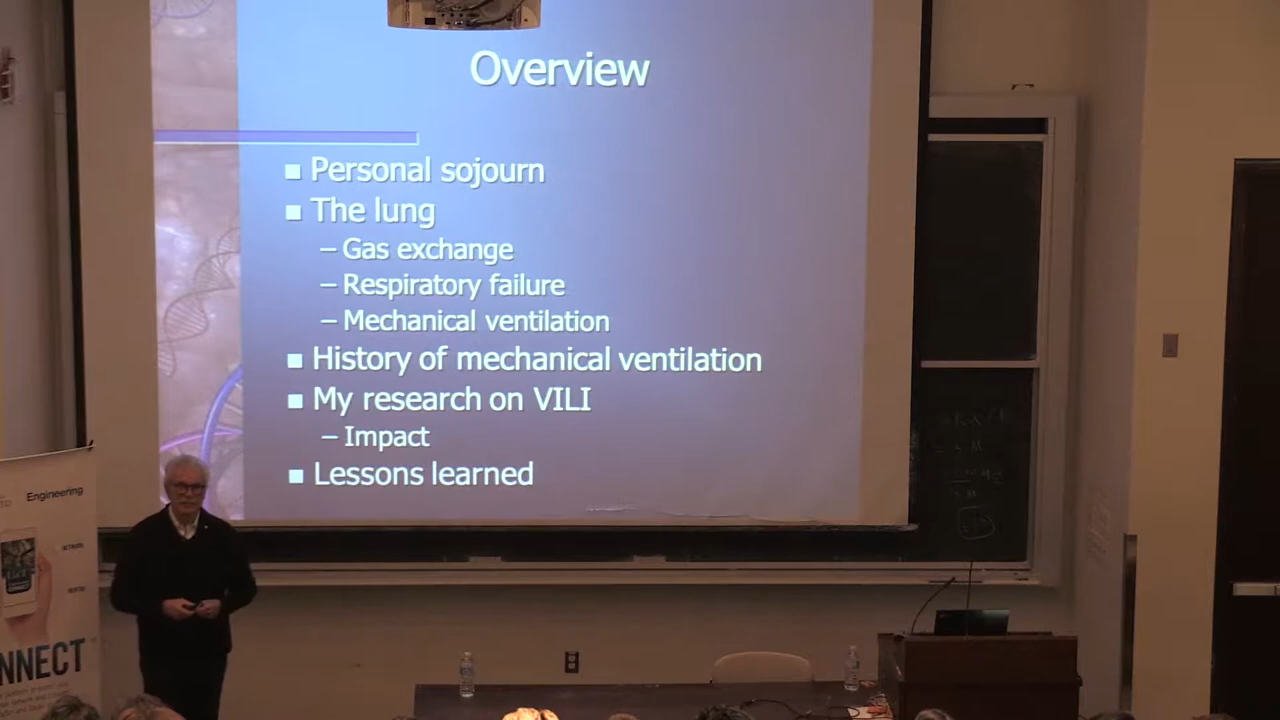 Overview
■ Personal sojourn
■ The lung
– Gas exchange
– Respiratory failure
– Mechanical ventilation
■ History of mechanical ventilation
■ My research on VILI
– Impact
■ Lessons learned
Engineering
NNECT